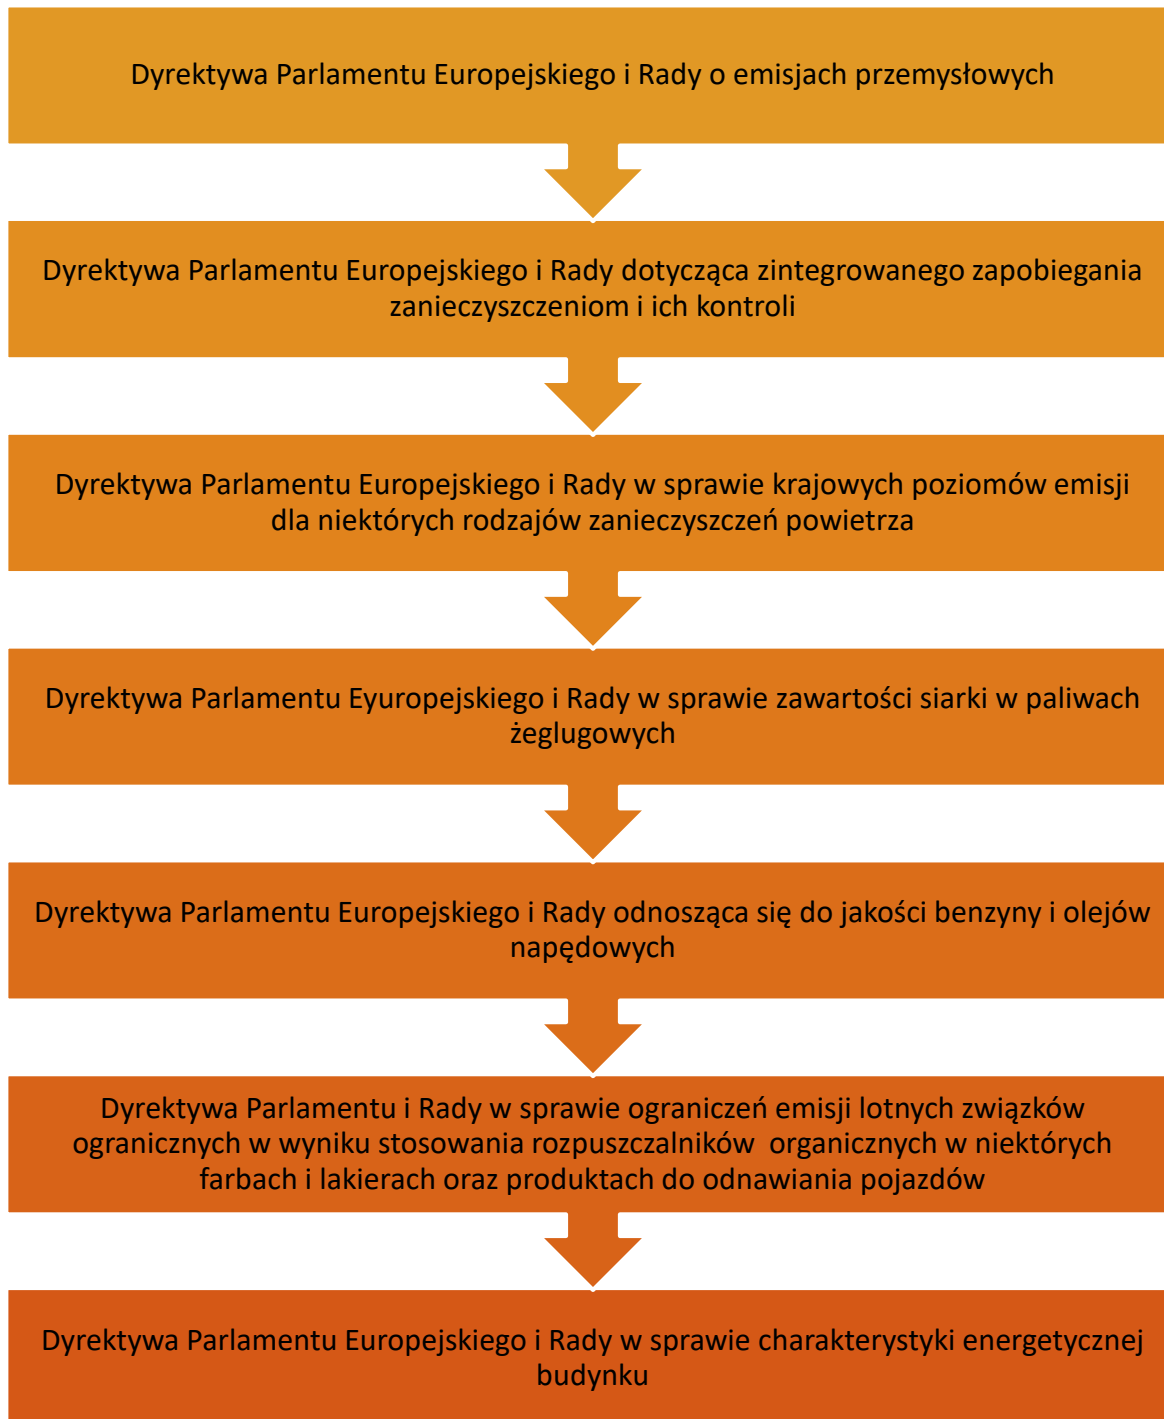 Dyrektywa Parlamentu Europejskiego i Rady o emisjach przemysłowych
Dyrektywa Parlamentu Europejskiego i Rady dotycząca zintegrowanego zapobiegania
zanieczyszczeniom i ich kontroli
Dyrektywa Parlamentu Europejskiego i Rady w sprawie krajowych poziomów emisji
dla niektórych rodzajów zanieczyszczeń powietrza
Dyrektywa Parlamentu Eyuropejskiego i Rady w sprawie zawartości siarki w paliwach
żeglugowych
Dyrektywa Parlamentu Europejskiego i Rady odnosząca się do jakości benzyny i olejów
napędowych
Dyrektywa Parlamentu i Rady w sprawie ograniczeń emisji lotnych związków
ogranicznych w wyniku stosowania rozpuszczalników  organicznych w niektórych
farbach i lakierach oraz produktach do odnawiania pojazdów
Dyrektywa Parlamentu Europejskiego i Rady w sprawie charakterystyki energetycznej
budynku